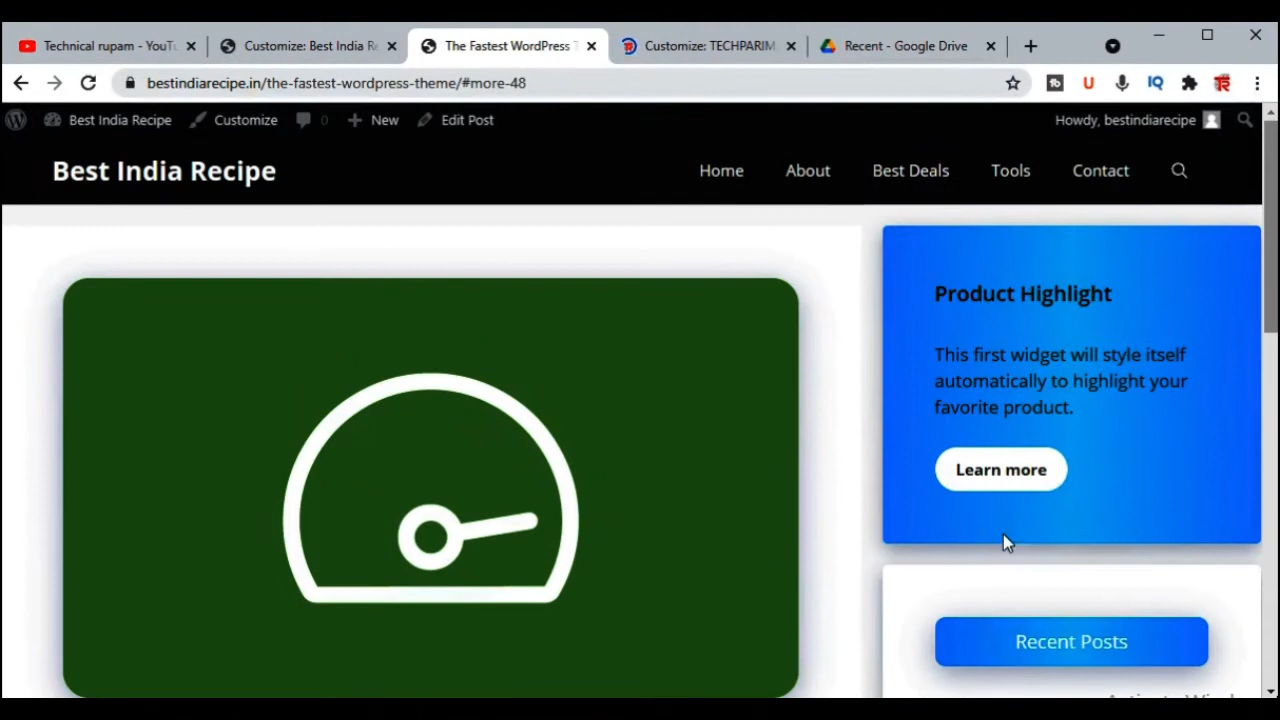 Technical rupam - YouTu
Customize: Best India Re
The Fastest WordPress T
Customize: TECHPARIM
Recent - Google Drive
bestindiarecipe.in/the-fastest-wordpress-theme/#more-48
Best India Recipe
Customize
0
New
Edit Post
Howdy, bestindiarecipe
Best India Recipe
Home
About
Best Deals
Tools
Contact
Product Highlight
This first widget will style itself
automatically to highlight your
favorite product.
Learn more
Recent Posts